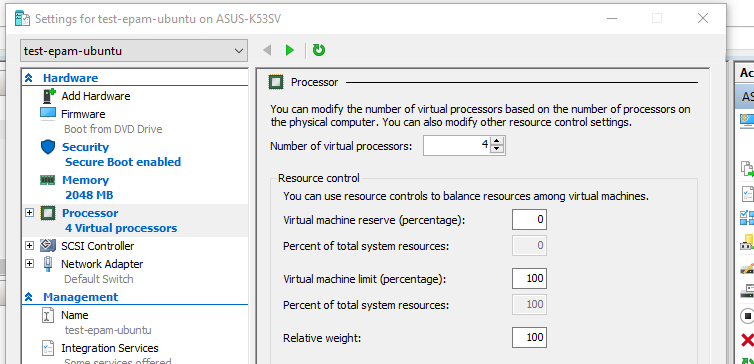 Settings for test-epam-ubuntu on ASUS-K53SV
test-epam-ubuntu
Hardware
Add Hardware
Firmware
Boot from DVD Drive
Security
Secure Boot enabled
Memory
2048 MB
Processor
4 Virtual processors
SCSI Controller
Network Adapter
Default Switch
Management
Name
test-epam-ubuntu
Integration Services
Some services offered
Processor
You can modify the number of virtual processors based on the number of processors on
the physical computer. You can also modify other resource control settings.
Number of virtual processors: 4
Resource control
You can use resource controls to balance resources among virtual machines.
Virtual machine reserve (percentage): 0
Percent of total system resources: 0
Virtual machine limit (percentage): 100
Percent of total system resources: 100
Relative weight: 100
Ac
AS